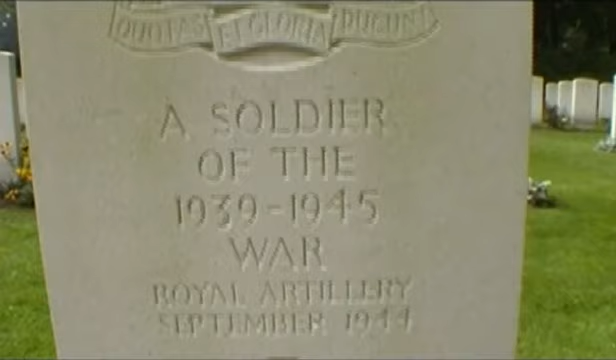 QUO FAS ET GLORIA DUCUNT
A SOLDIER
OF THE
1939-1945
WAR
ROYAL ARTILLERY
SEPTEMBER 1944